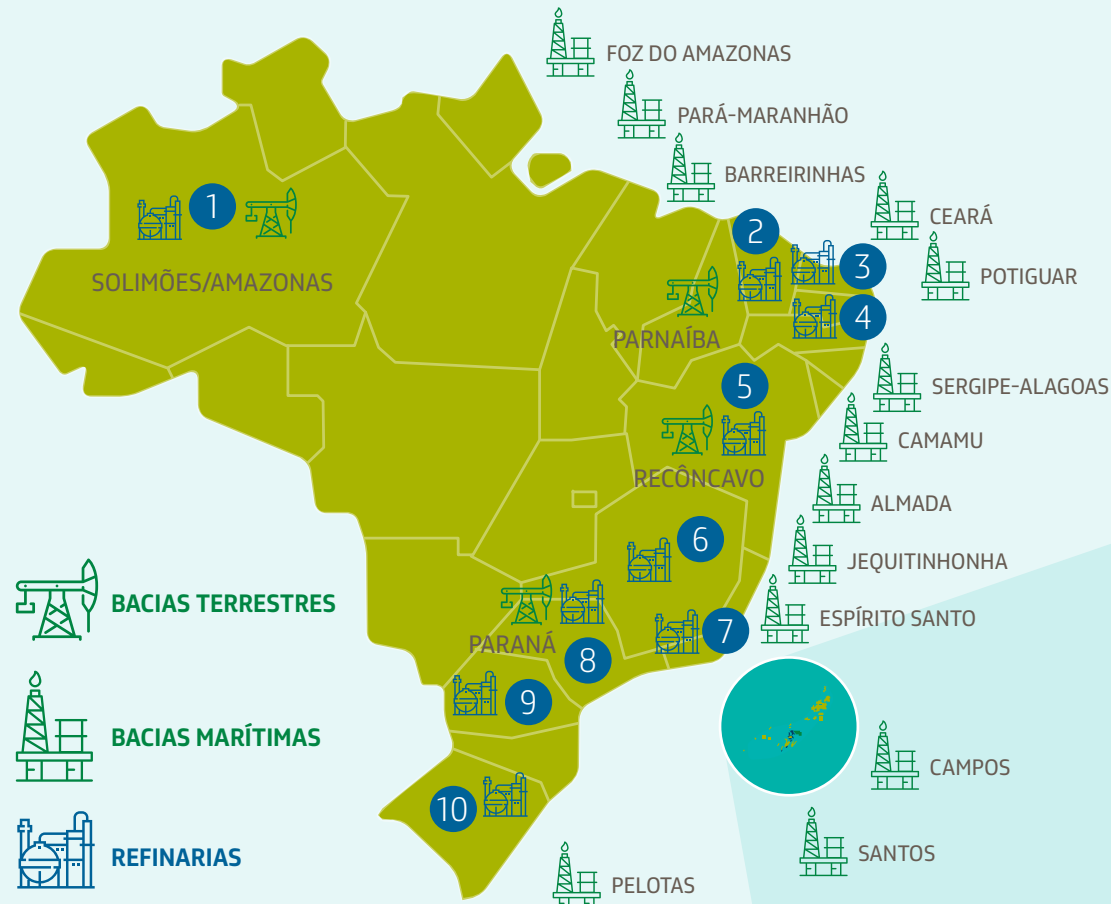 FOZ DO AMAZONAS
PARÁ-MARANHÃO
BARREIRINHAS
CEARÁ
POTIGUAR
1
SOLIMÕES/AMAZONAS
2
3
4
PARNAÍBA
5
RECÔNCAVO
SERGIPE-ALAGOAS
CAMAMU
ALMADA
JEQUITINHONHA
ESPÍRITO SANTO
6
7
PARANÁ
8
9
10
CAMPOS
SANTOS
PELOTAS
BACIAS TERRESTRES
BACIAS MARÍTIMAS
REFINARIAS